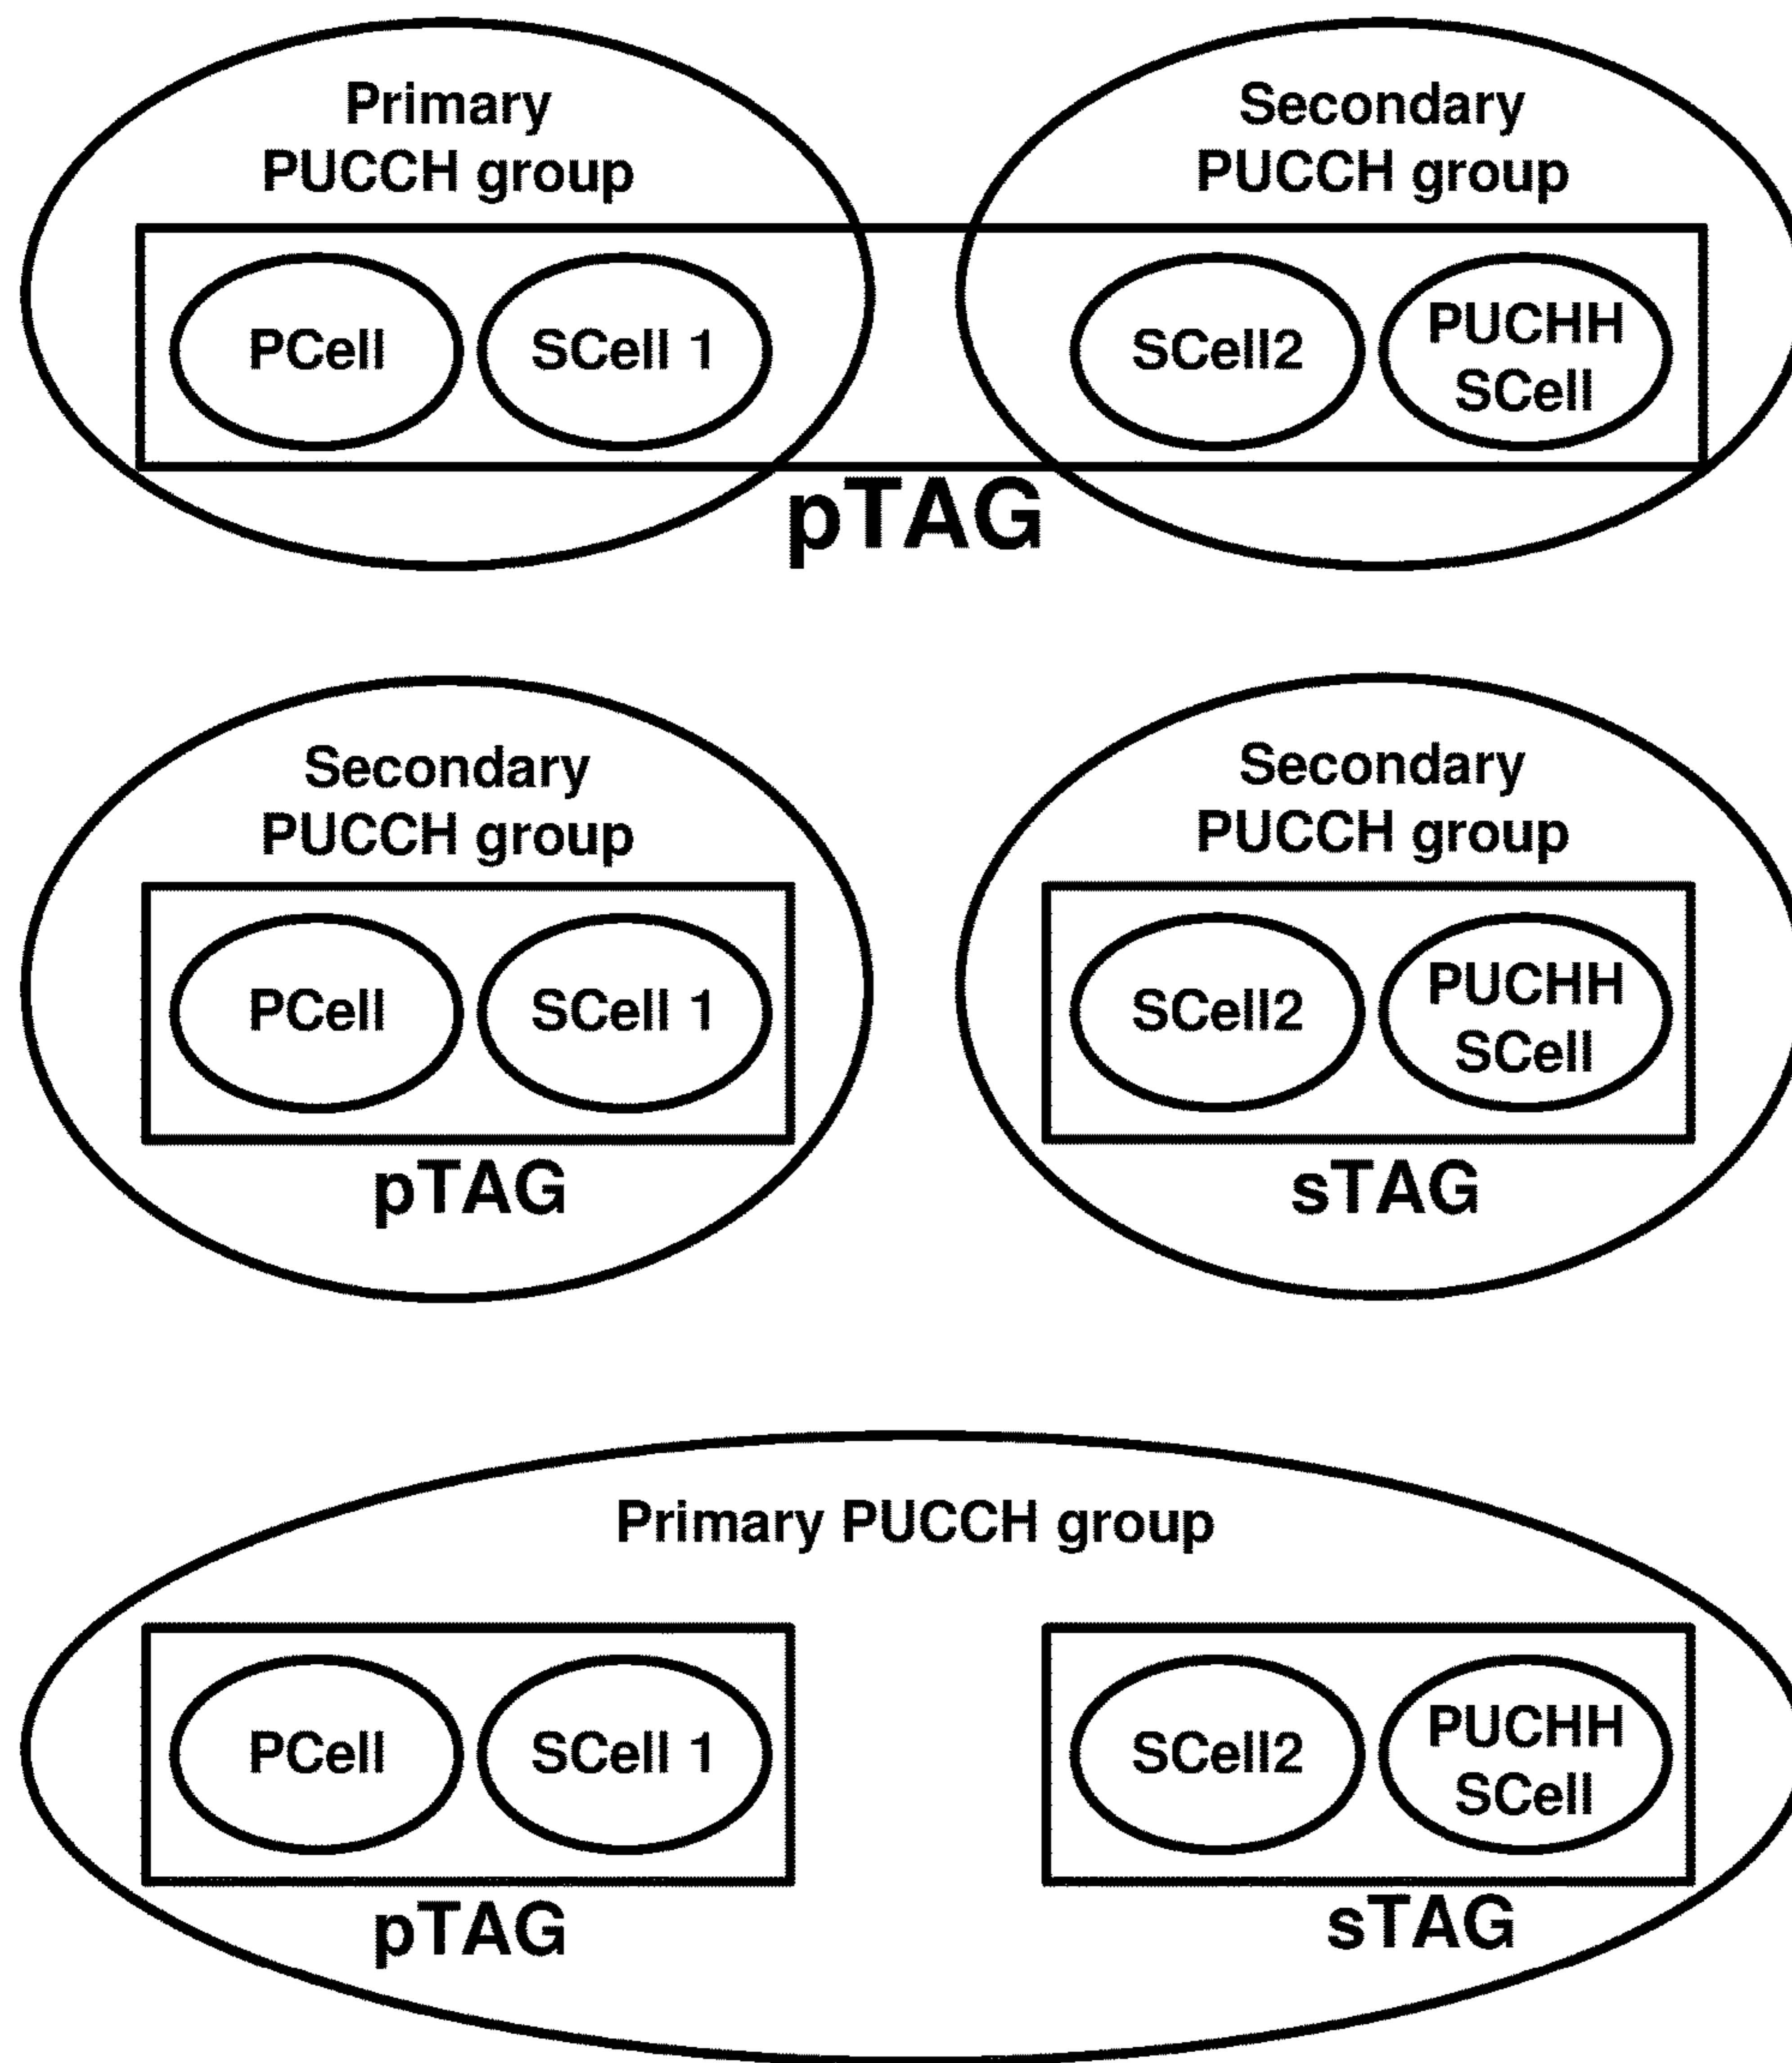 Primary
PUCCH group
Secondary
PUCCH group
PCell
SCell 1
SCell2
PUCHH
SCell
pTAG
Secondary
PUCCH group
Secondary
PUCCH group
PCell
SCell 1
SCell2
PUCHH
SCell
pTAG
sTAG
Primary PUCCH group
PCell
SCell 1
SCell2
PUCHH
SCell
pTAG
sTAG